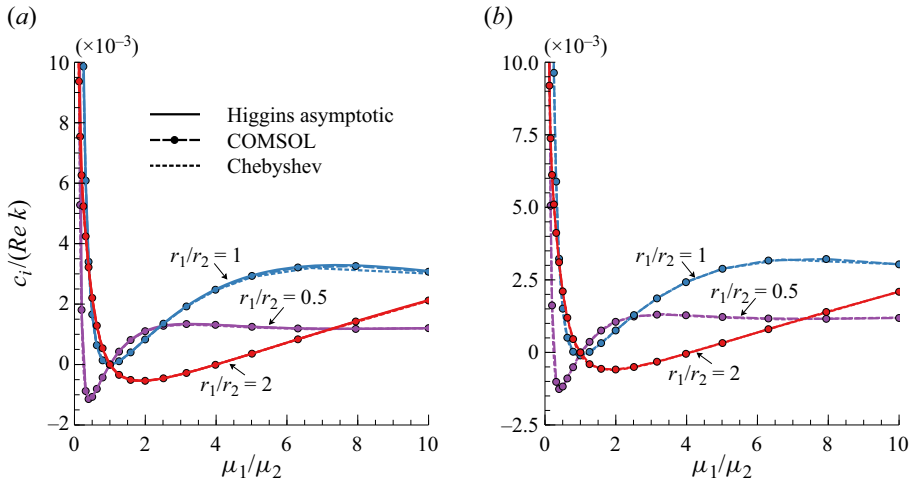 (a)
(×10⁻³)
10
8
6
4
2
0
−2
cᵢ/(Re k)
Higgins asymptotic
COMSOL
Chebyshev
r₁/r₂ = 1
r₁/r₂ = 0.5
r₁/r₂ = 2
0 2 4 6 8 10
μ₁/μ₂
(b)
(×10⁻³)
10.0
7.5
5.0
2.5
0
−2.5
r₁/r₂ = 1
r₁/r₂ = 0.5
r₁/r₂ = 2
0 2 4 6 8 10
μ₁/μ₂